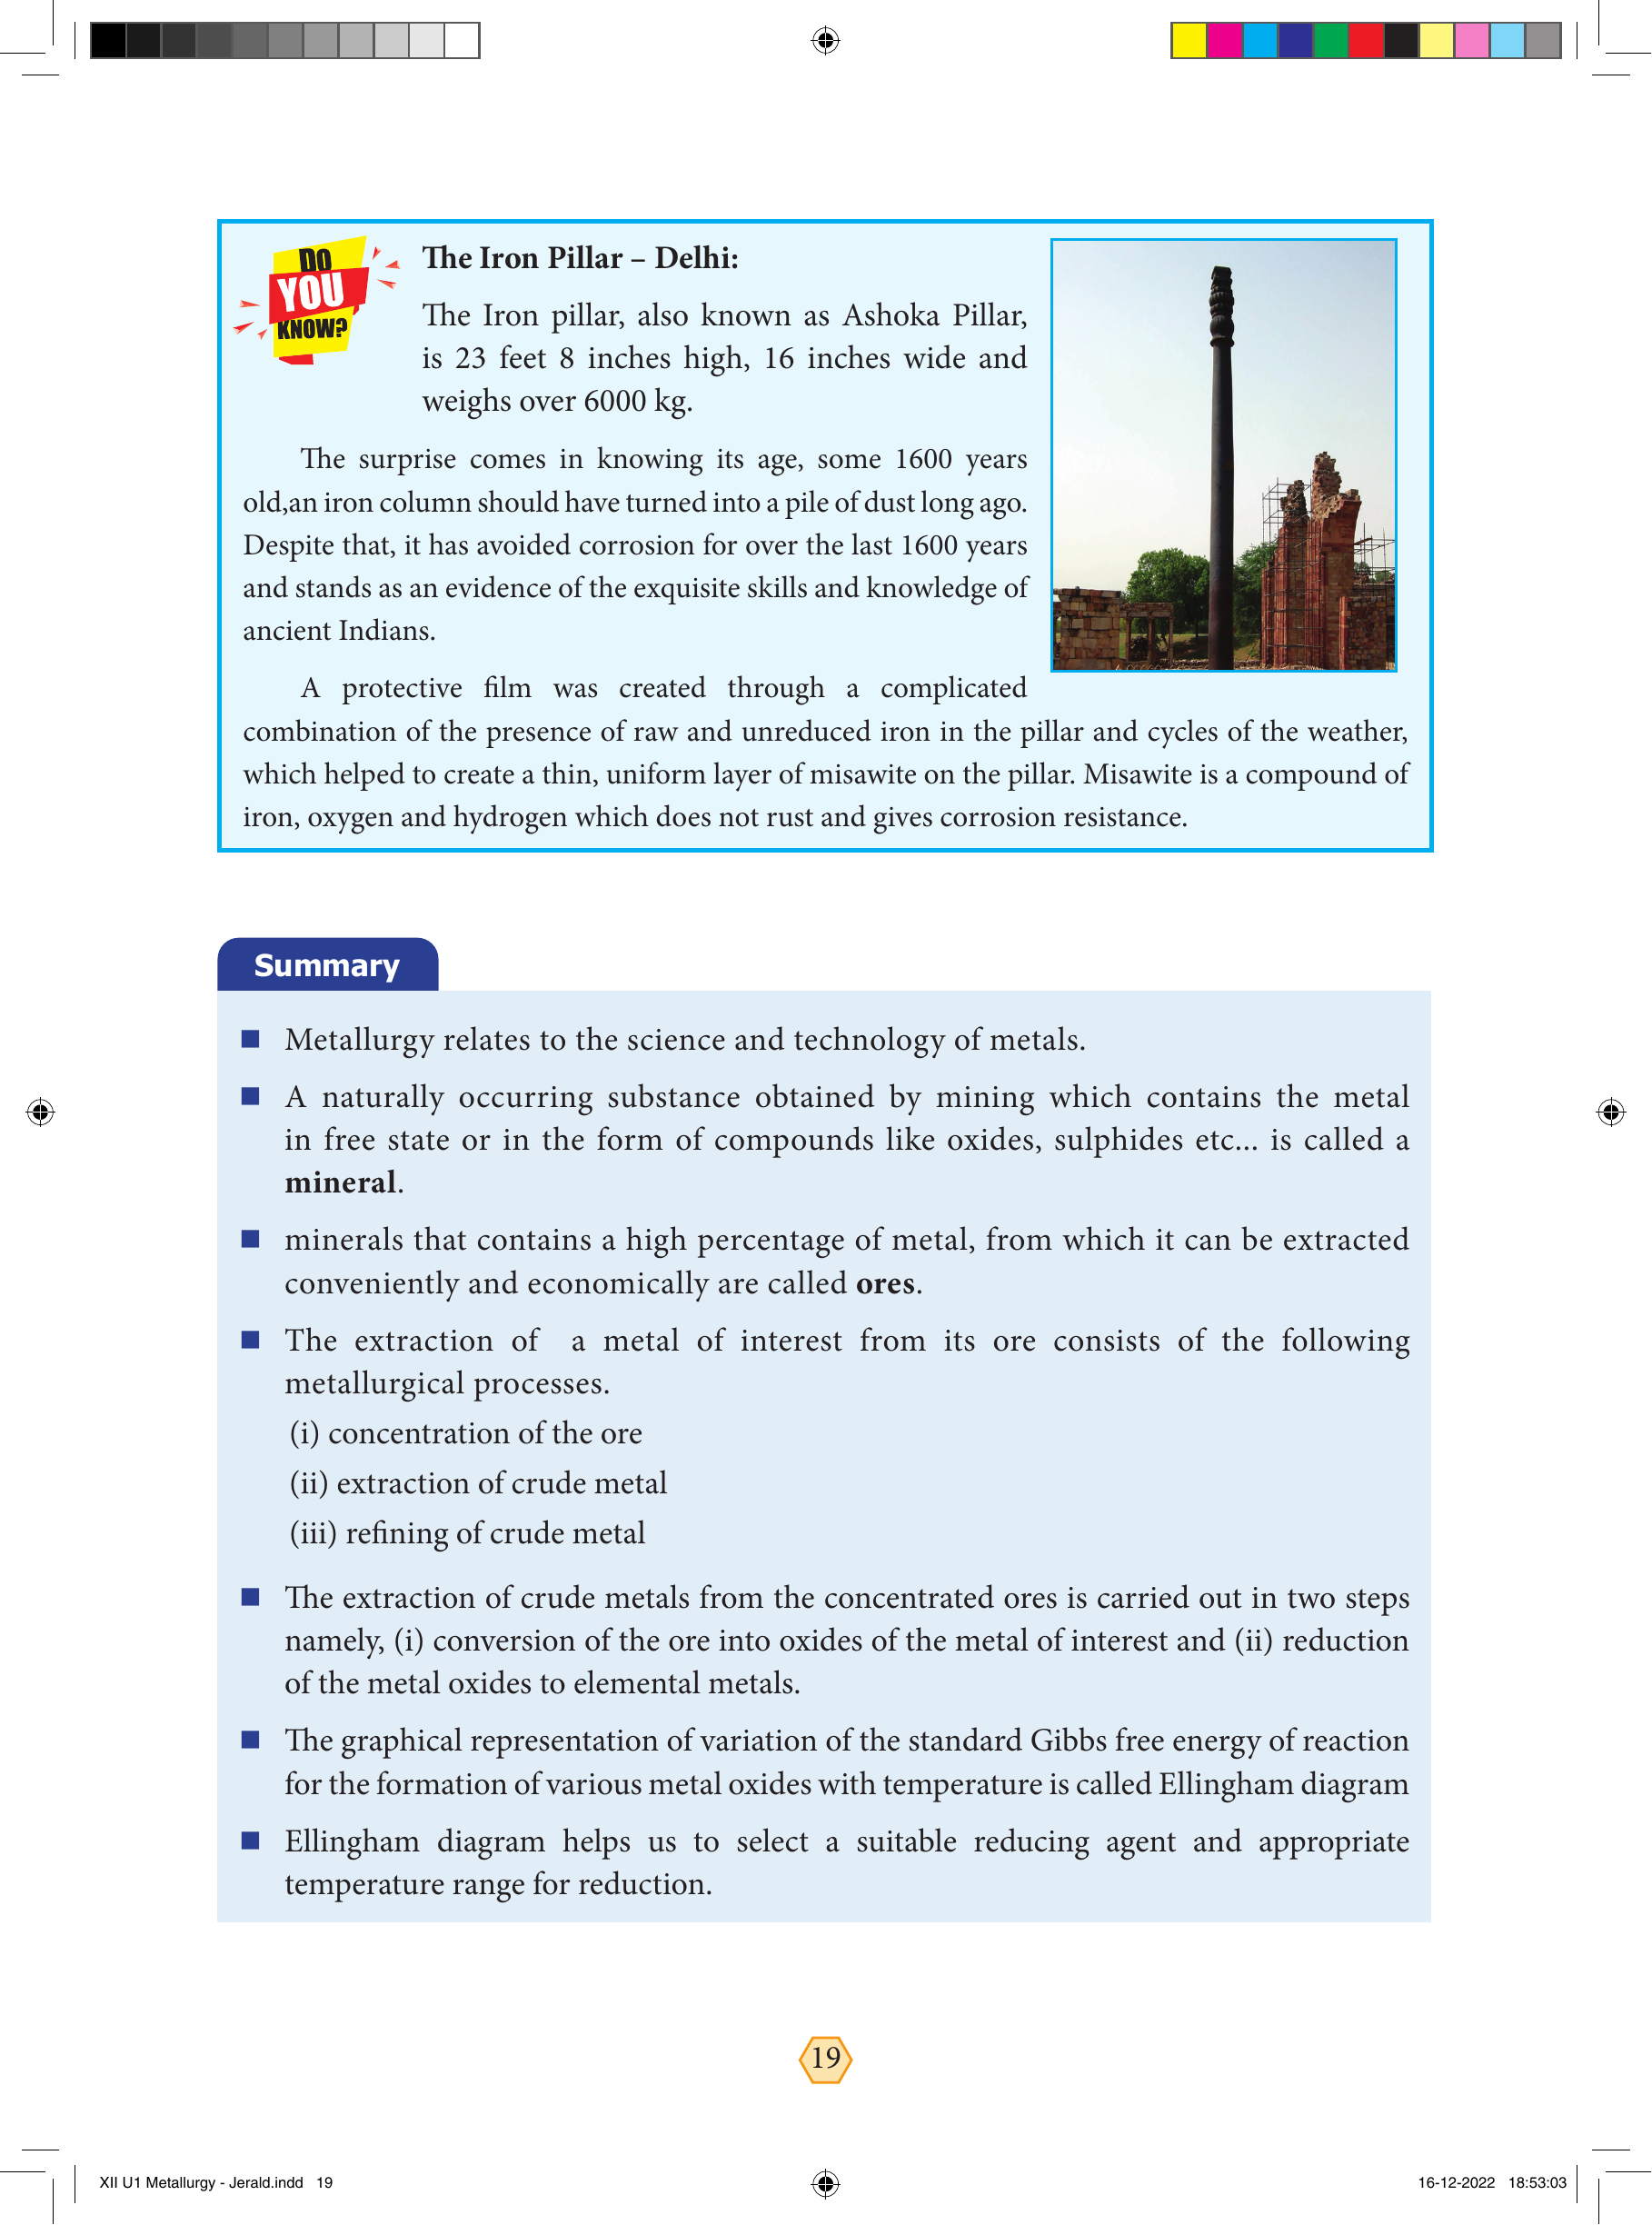 DO
YOU
KNOW?
The Iron Pillar – Delhi:
The Iron pillar, also known as Ashoka Pillar,
is 23 feet 8 inches high, 16 inches wide and
weighs over 6000 kg.
The surprise comes in knowing its age, some 1600 years
old,an iron column should have turned into a pile of dust long ago.
Despite that, it has avoided corrosion for over the last 1600 years
and stands as an evidence of the exquisite skills and knowledge of
ancient Indians.
A protective film was created through a complicated
combination of the presence of raw and unreduced iron in the pillar and cycles of the weather,
which helped to create a thin, uniform layer of misawite on the pillar. Misawite is a compound of
iron, oxygen and hydrogen which does not rust and gives corrosion resistance.
Summary
■ Metallurgy relates to the science and technology of metals.
■ A naturally occurring substance obtained by mining which contains the metal
in free state or in the form of compounds like oxides, sulphides etc... is called a
mineral.
■ minerals that contains a high percentage of metal, from which it can be extracted
conveniently and economically are called ores.
■ The extraction of a metal of interest from its ore consists of the following
metallurgical processes.
(i) concentration of the ore
(ii) extraction of crude metal
(iii) refining of crude metal
■ The extraction of crude metals from the concentrated ores is carried out in two steps
namely, (i) conversion of the ore into oxides of the metal of interest and (ii) reduction
of the metal oxides to elemental metals.
■ The graphical representation of variation of the standard Gibbs free energy of reaction
for the formation of various metal oxides with temperature is called Ellingham diagram
■ Ellingham diagram helps us to select a suitable reducing agent and appropriate
temperature range for reduction.
19
XII U1 Metallurgy - Jerald.indd 19
16-12-2022 18:53:03